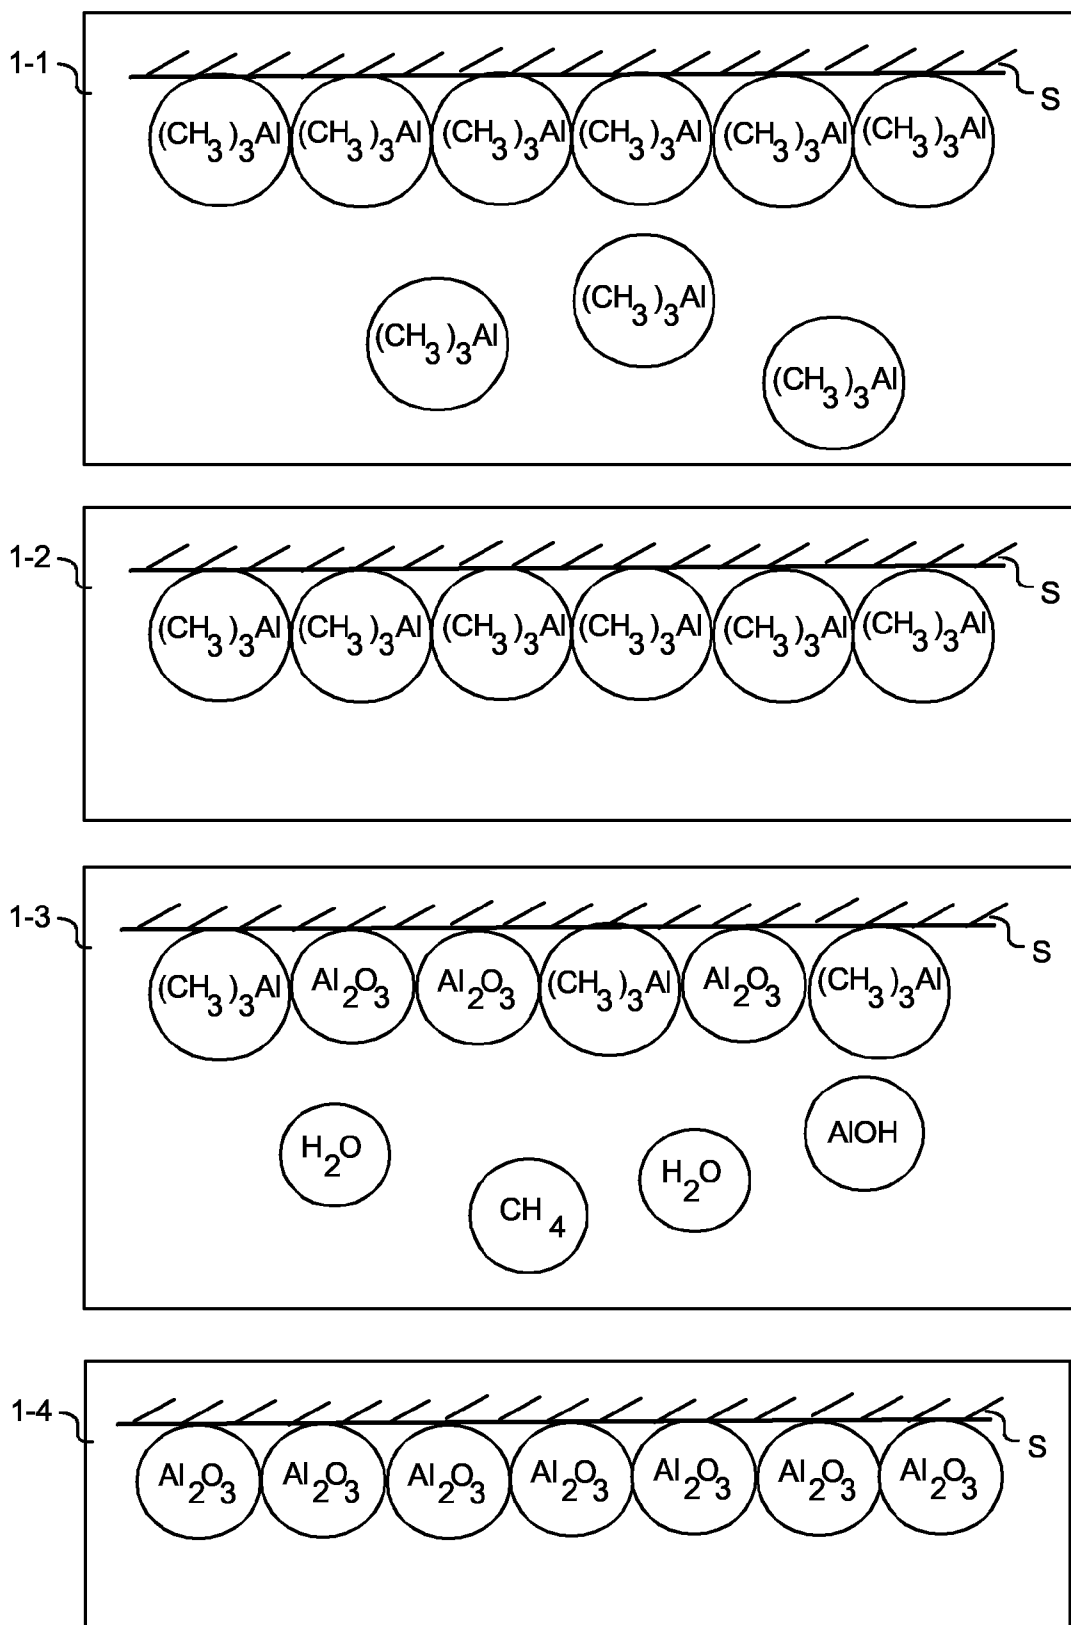 1-1
S
(CH3)3Al (CH3)3Al (CH3)3Al (CH3)3Al (CH3)3Al (CH3)3Al
(CH3)3Al
(CH3)3Al
(CH3)3Al
1-2
S
(CH3)3Al (CH3)3Al (CH3)3Al (CH3)3Al (CH3)3Al (CH3)3Al
1-3
S
(CH3)3Al Al2O3 Al2O3 (CH3)3Al Al2O3 (CH3)3Al
AlOH
H2O
H2O
CH4
1-4
S
Al2O3 Al2O3 Al2O3 Al2O3 Al2O3 Al2O3 Al2O3